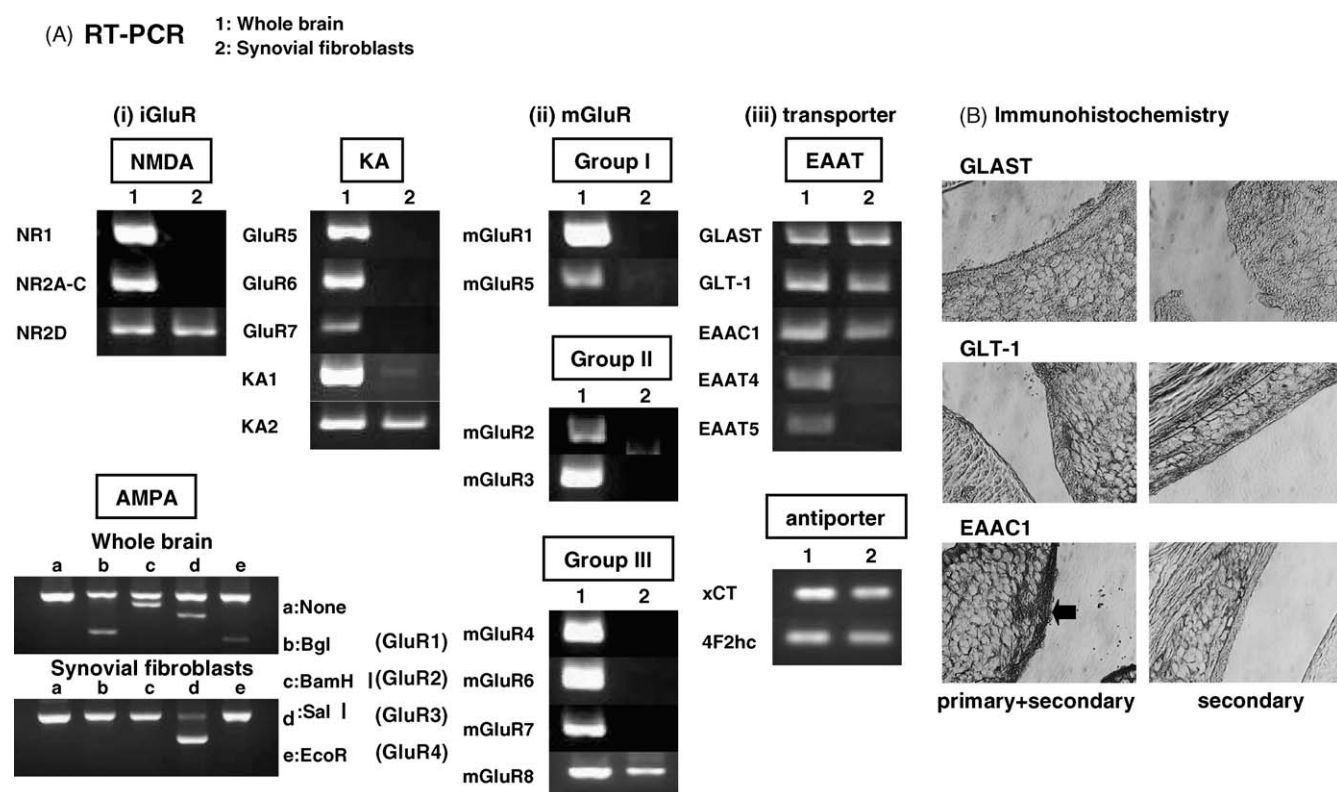 (A) RT-PCR
1: Whole brain
2: Synovial fibroblasts
(i) iGluR
NMDA
1 2
NR1
NR2A-C
NR2D
KA
1 2
GluR5
GluR6
GluR7
KA1
KA2
AMPA
Whole brain
a b c d e
Synovial fibroblasts
a b c d e
a:None
b:Bgl (GluR1)
c:BamH I (GluR2)
d:Sal I (GluR3)
e:EcoR (GluR4)
(ii) mGluR
Group I
1 2
mGluR1
mGluR5
Group II
1 2
mGluR2
mGluR3
Group III
1 2
mGluR4
mGluR6
mGluR7
mGluR8
(iii) transporter
EAAT
1 2
GLAST
GLT-1
EAAC1
EAAT4
EAAT5
antiporter
1 2
xCT
4F2hc
(B) Immunohistochemistry
GLAST
GLT-1
EAAC1
primary+secondary secondary